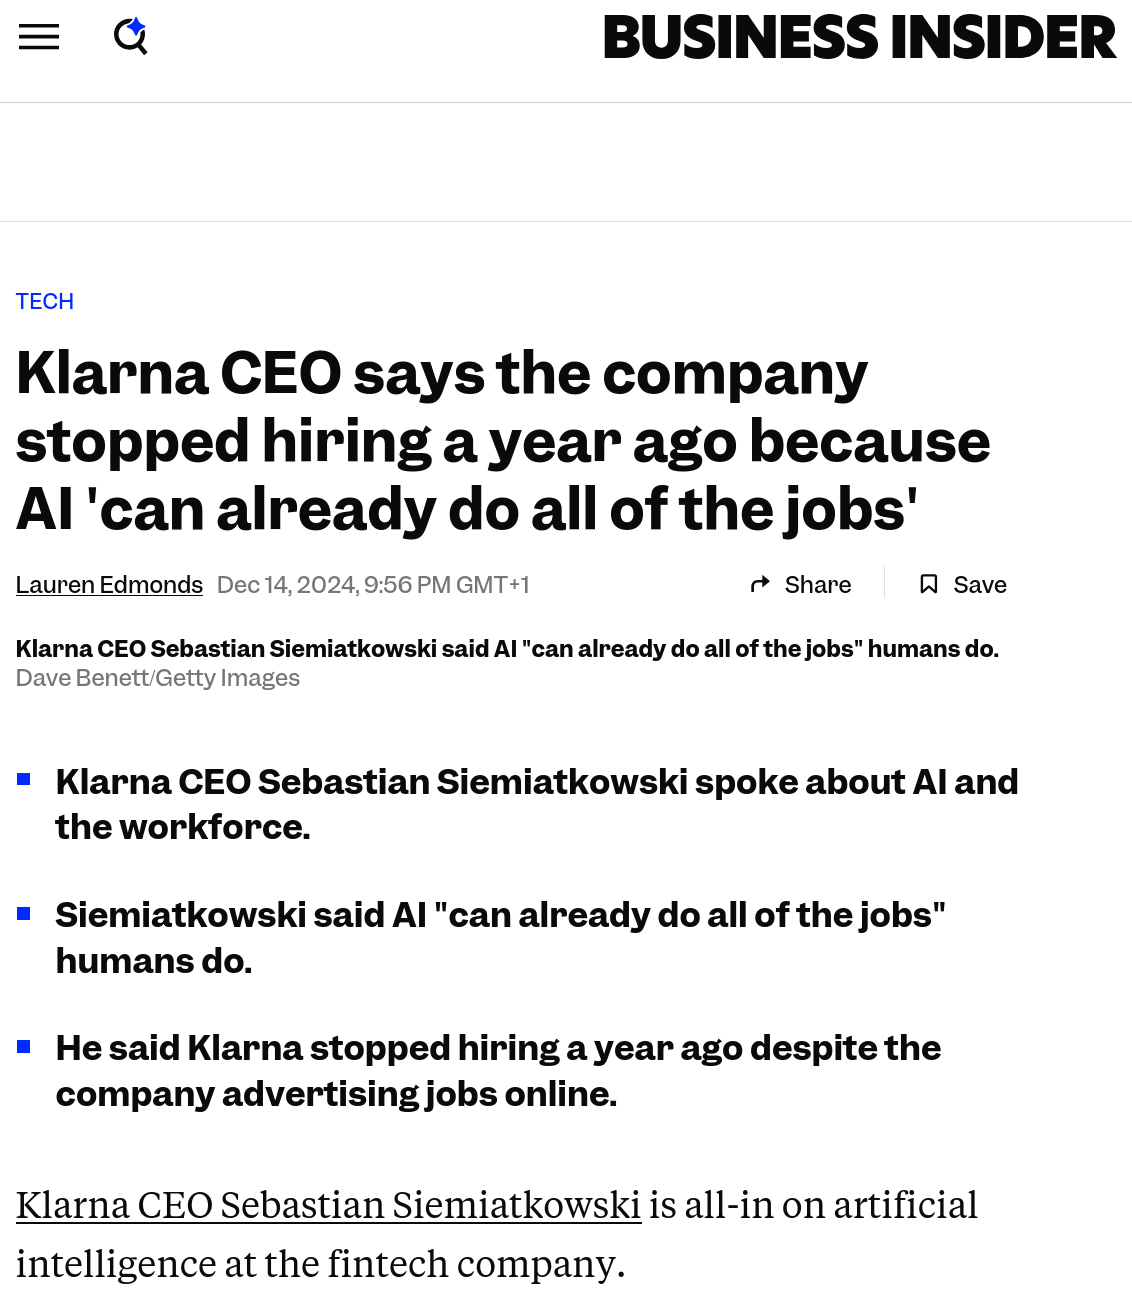 BUSINESS INSIDER
TECH
Klarna CEO says the company
stopped hiring a year ago because
AI 'can already do all of the jobs'
Lauren Edmonds Dec 14, 2024, 9:56 PM GMT+1 Share Save
Klarna CEO Sebastian Siemiatkowski said AI "can already do all of the jobs" humans do.
Dave Benett/Getty Images
Klarna CEO Sebastian Siemiatkowski spoke about AI and
the workforce.
Siemiatkowski said AI "can already do all of the jobs"
humans do.
He said Klarna stopped hiring a year ago despite the
company advertising jobs online.
Klarna CEO Sebastian Siemiatkowski is all-in on artificial
intelligence at the fintech company.